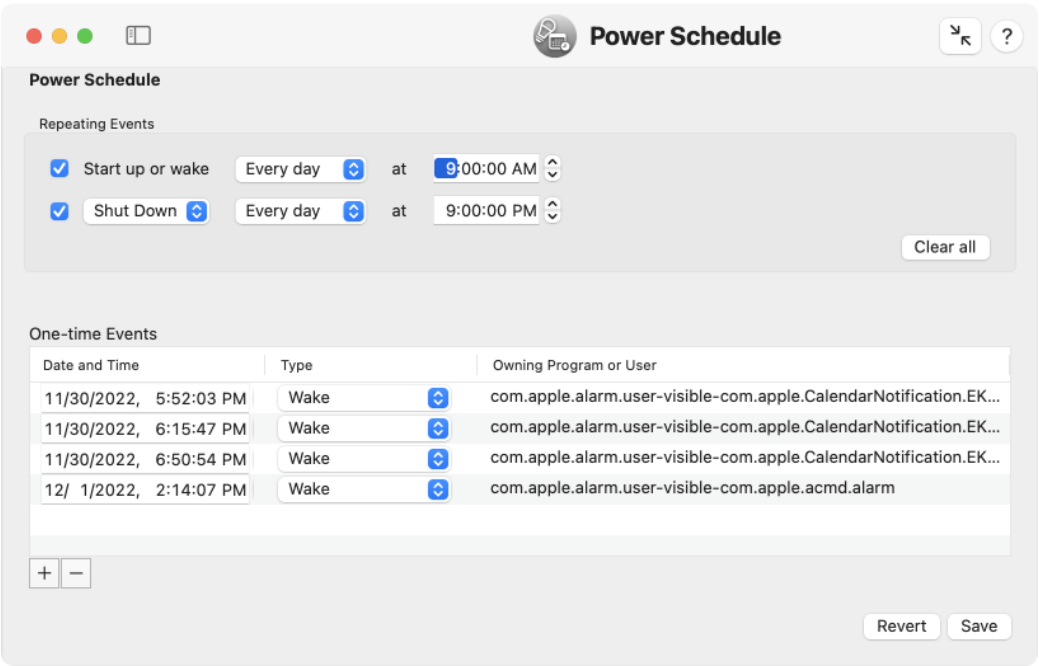 Power Schedule
?
Power Schedule
Repeating Events
Start up or wake Every day at 9:00:00 AM
Shut Down Every day at 9:00:00 PM
Clear all
One-time Events
Date and Time Type Owning Program or User
11/30/2022, 5:52:03 PM Wake com.apple.alarm.user-visible-com.apple.CalendarNotification.EK...
11/30/2022, 6:15:47 PM Wake com.apple.alarm.user-visible-com.apple.CalendarNotification.EK...
11/30/2022, 6:50:54 PM Wake com.apple.alarm.user-visible-com.apple.CalendarNotification.EK...
12/ 1/2022, 2:14:07 PM Wake com.apple.alarm.user-visible-com.apple.acmd.alarm
+ −
Revert Save